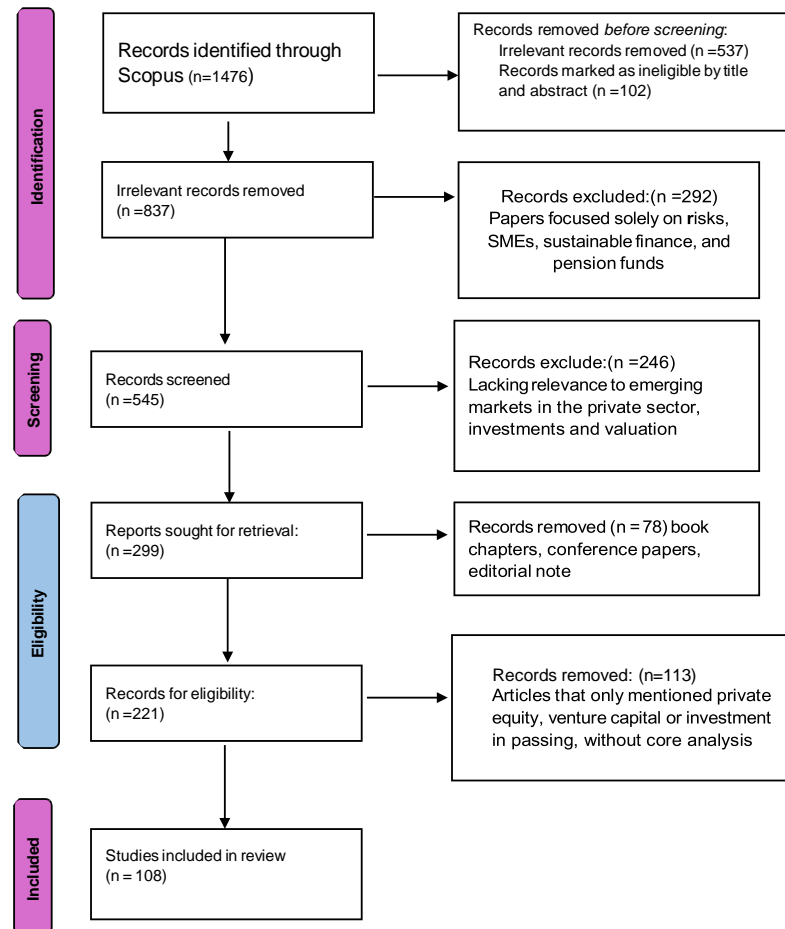 Identification
Records identified through
Scopus (n=1476)
Records removed before screening:
Irrelevant records removed (n =537)
Records marked as ineligible by title
and abstract (n =102)
Irrelevant records removed
(n =837)
Records excluded:(n =292)
Papers focused solely on risks,
SMEs, sustainable finance, and
pension funds
Screening
Records screened
(n =545)
Records exclude:(n =246)
Lacking relevance to emerging
markets in the private sector,
investments and valuation
Eligibility
Reports sought for retrieval:
(n =299)
Records removed (n = 78) book
chapters, conference papers,
editorial note
Records for eligibility:
(n =221)
Records removed: (n=113)
Articles that only mentioned private
equity, venture capital or investment
in passing, without core analysis
Included
Studies included in review
(n = 108)